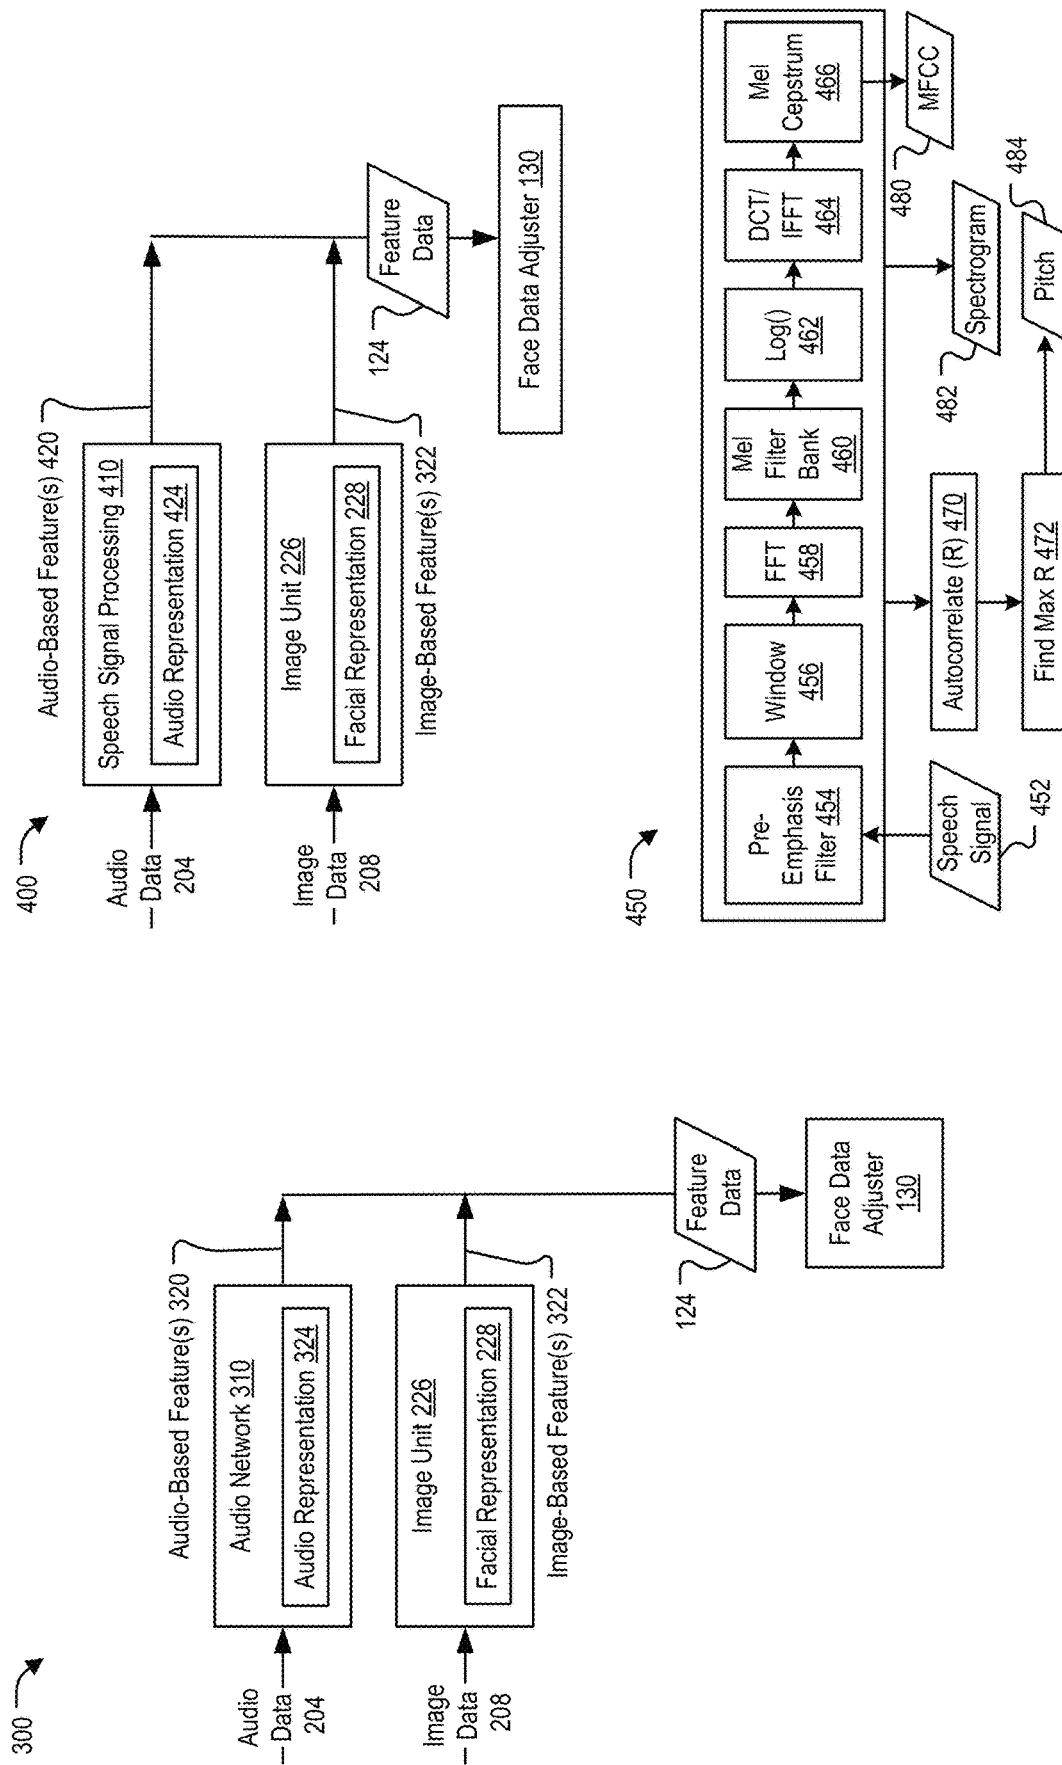 300
Audio-Based Feature(s) 320
Audio
Data
204
Audio Network 310
Audio Representation 324
Image
Data
208
Image Unit 226
Facial Representation 228
Image-Based Feature(s) 322
124
Feature
Data
Face Data
Adjuster
130
400
Audio-Based Feature(s) 420
Audio
Data
204
Speech Signal Processing 410
Audio Representation 424
Image
Data
208
Image Unit 226
Facial Representation 228
Image-Based Feature(s) 322
124
Feature
Data
Face Data Adjuster 130
450
Pre-
Emphasis
Filter 454
Window
456
FFT
458
Mel
Filter
Bank
460
Log()
462
DCT/
IFFT
464
Mel
Cepstrum
466
Speech
Signal
452
Autocorrelate (R) 470
Find Max R 472
482
Spectrogram
480
MFCC
Pitch
484